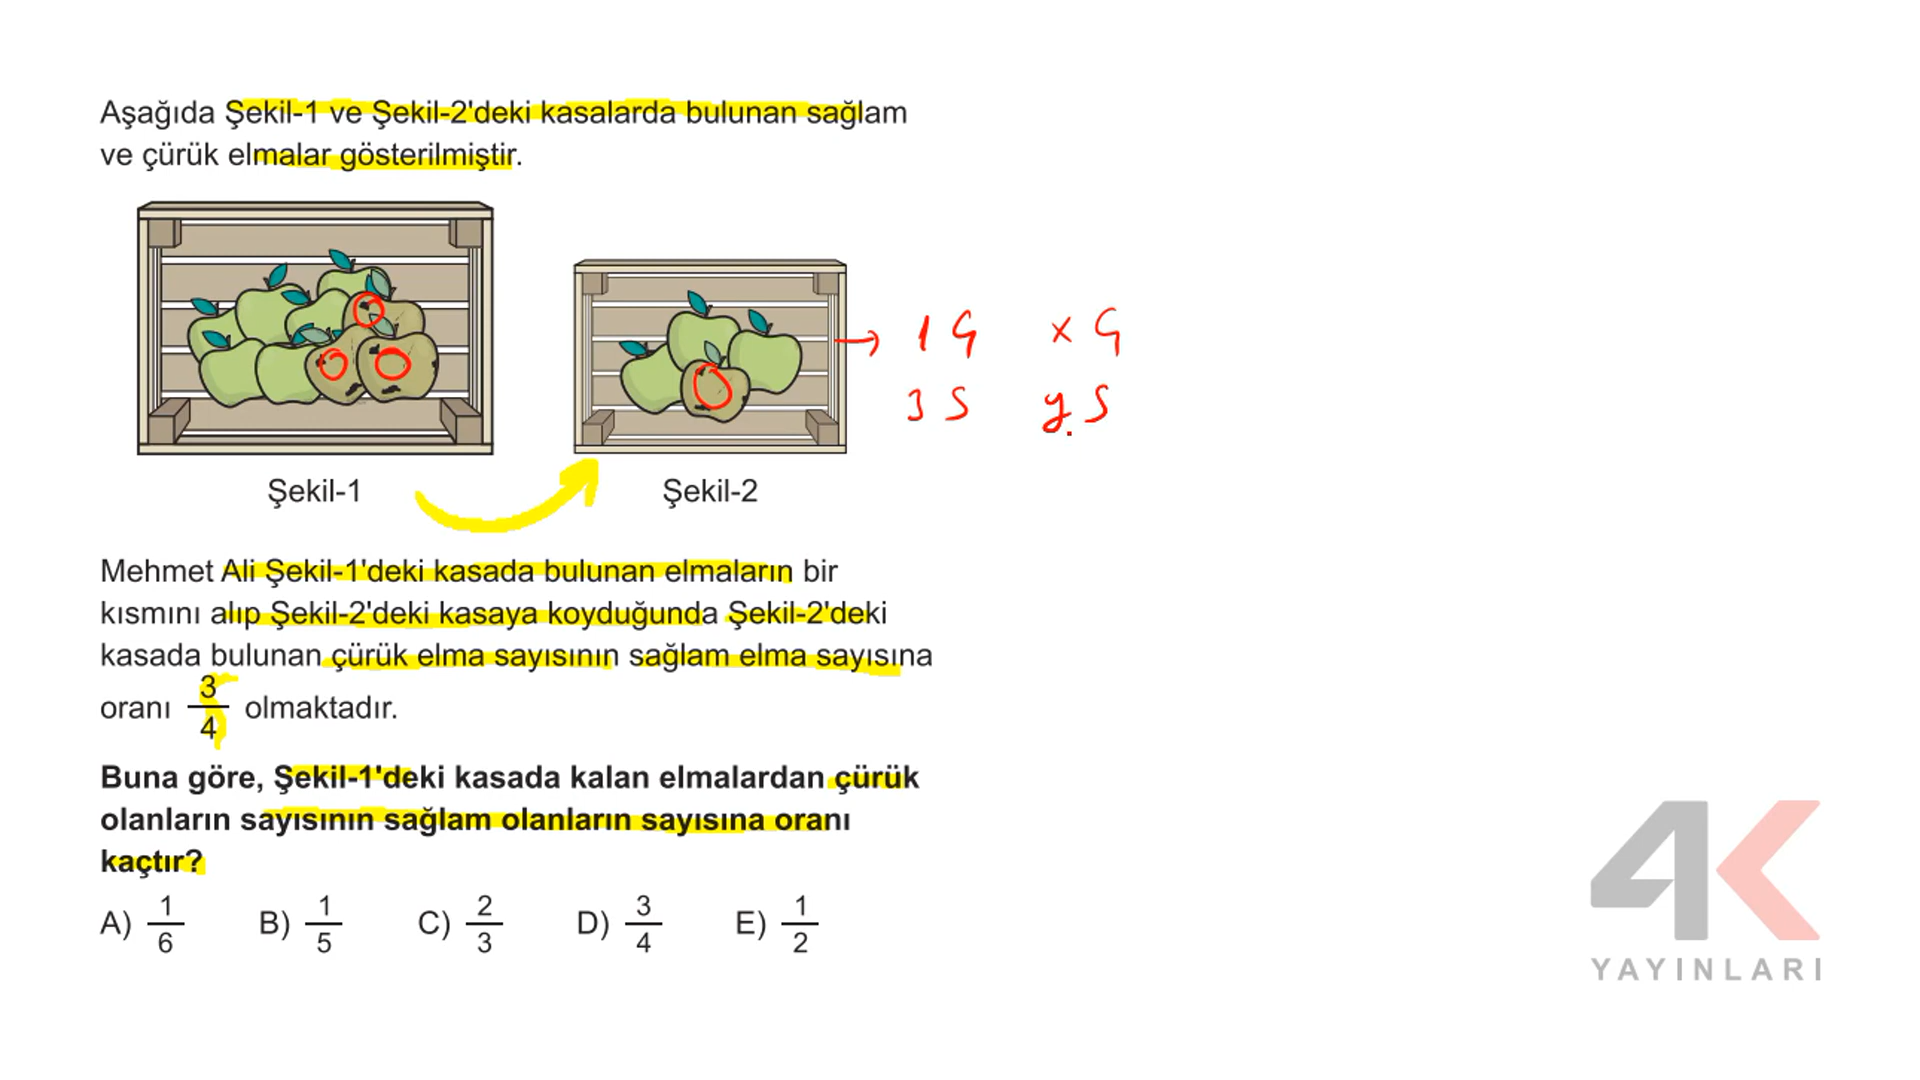 Aşağıda Şekil-1 ve Şekil-2'deki kasalarda bulunan sağlam
ve çürük elmalar gösterilmiştir.
1 Ç x Ç
3 S y S
Şekil-1 Şekil-2
Mehmet Ali Şekil-1'deki kasada bulunan elmaların bir
kısmını alıp Şekil-2'deki kasaya koyduğunda Şekil-2'deki
kasada bulunan çürük elma sayısının sağlam elma sayısına
oranı 3/4 olmaktadır.
Buna göre, Şekil-1'deki kasada kalan elmalardan çürük
olanların sayısının sağlam olanların sayısına oranı
kaçtır?
A) 1/6 B) 1/5 C) 2/3 D) 3/4 E) 1/2
4K
YAYINLARI